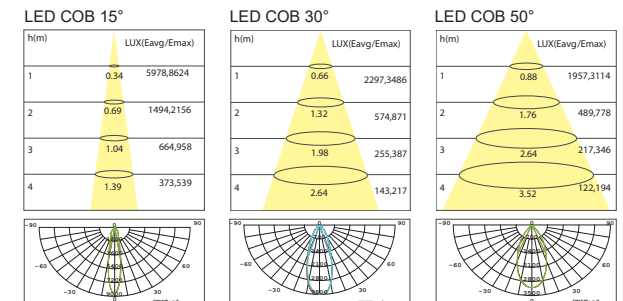 LED COB 15°
h(m) LUX(Eavg/Emax)
1 0.34 5978,8624
2 0.69 1494,2156
3 1.04 664,958
4 1.39 373,539
-90 0 90
-60 60
-30 30
0
LED COB 30°
h(m) LUX(Eavg/Emax)
1 0.66 2297,3486
2 1.32 574,871
3 1.98 255,387
4 2.64 143,217
-90 0 90
-60 60
-30 30
LED COB 50°
h(m) LUX(Eavg/Emax)
1 0.88 1957,3114
2 1.76 489,778
3 2.64 217,346
4 3.52 122,194
-90 0 90
-60 60
-30 30
0